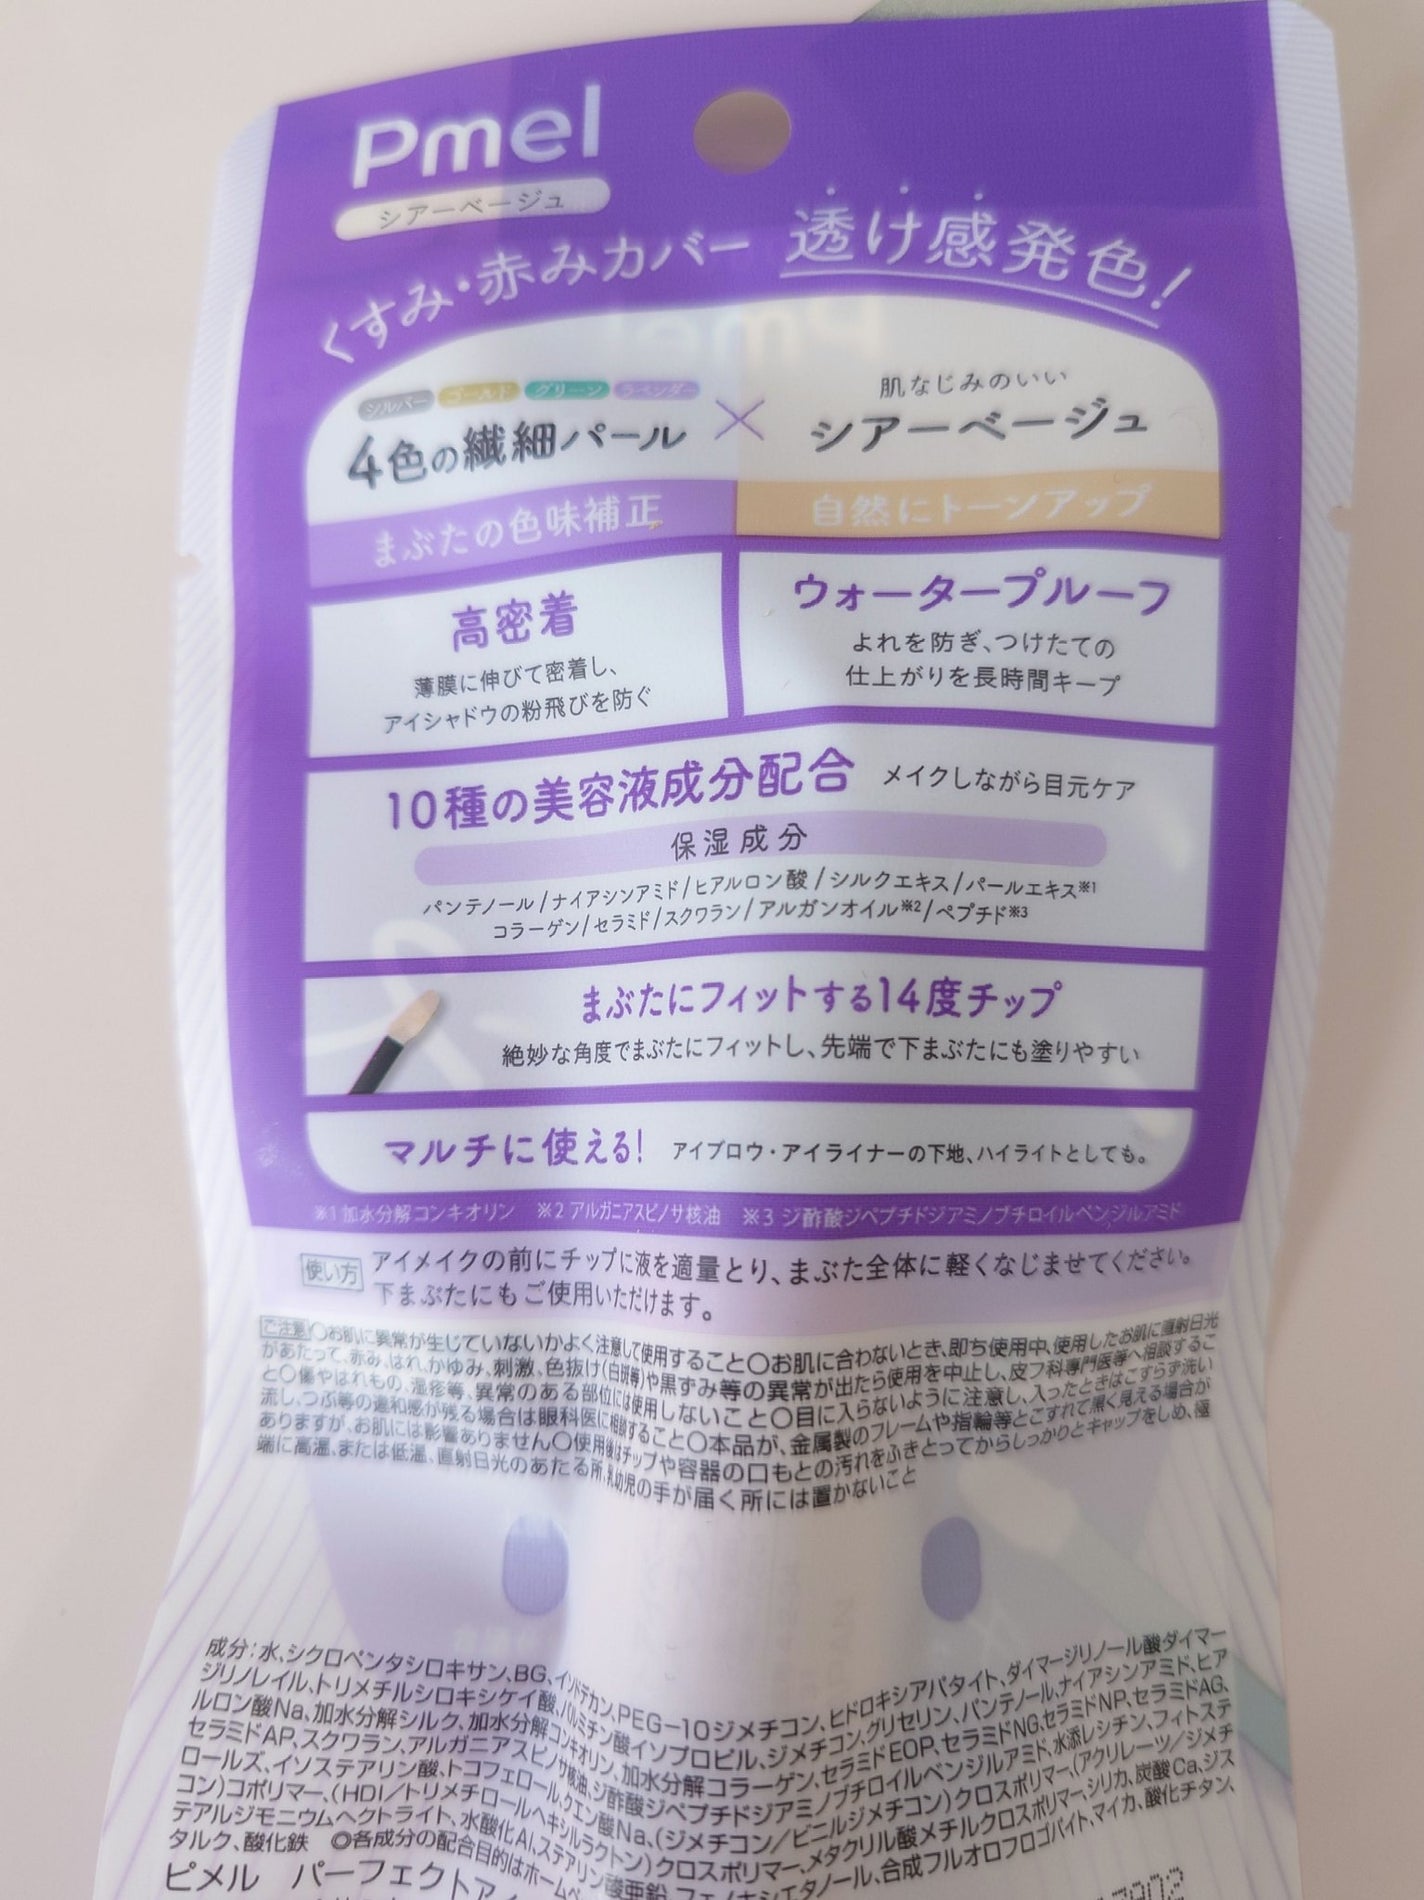 Pmel
シアーベージュ
くすみ・赤みカバー 透け感発色!
シルバー ゴールド グリーン ラベンダー
4色の繊細パール
×
肌なじみのいい
シアーベージュ
まぶたの色味補正
自然にトーンアップ
高密着
薄膜に伸びて密着し、
アイシャドウの粉飛びを防ぐ
ウォータープルーフ
よれを防ぎ、つけたての
仕上がりを長時間キープ
10種の美容液成分配合 メイクしながら目元ケア
保湿成分
パンテノール/ナイアシンアミド/ヒアルロン酸/シルクエキス/パールエキス※1
コラーゲン/セラミド/スクワラン/アルガンオイル※2/ペプチド※3
まぶたにフィットする14度チップ
絶妙な角度でまぶたにフィットし、先端で下まぶたにも塗りやすい
マルチに使える! アイブロウ・アイライナーの下地、ハイライトとしても。
※1 加水分解コンキオリン ※2 アルガニアスピノサ核油 ※3 ジ酢酸ジペプチドジアミノブチロイルベンジルアミド
使い方 アイメイクの前にチップに液を適量とり、まぶた全体に軽くなじませてください。
下まぶたにもご使用いただけます。
ご注意 〇お肌に異常が生じていないかよく注意して使用すること〇お肌に合わないとき、即ち使用中、使用したお肌に直射日光
があたって、赤み、はれ、かゆみ、刺激、色抜け(白斑等)や黒ずみ等の異常が出たら使用を中止し、皮フ科専門医等へ相談するこ
と〇傷やはれもの、湿疹等、異常のある部位には使用しないこと〇目に入らないように注意し、入ったときはこすらず洗い
流し、つぶ等の違和感が残る場合は眼科医に相談すること〇本品が、金属製のフレームや指輪等とこすれて黒く見える場合が
ありますが、お肌には影響ありません〇使用後はチップや容器の口もとの汚れをふきとってからしっかりとキャップをしめ、極
端に高温、または低温、直射日光のあたる所、乳幼児の手が届く所には置かないこと
成分:水、シクロペンタシロキサン、BG、イソドデカン、PEG-10ジメチコン、ヒドロキシアパタイト、ダイマージリノール酸ダイマー
ジリノレイル、トリメチルシロキシケイ酸、パルミチン酸イソプロピル、ジメチコン、グリセリン、パンテノール、ナイアシンアミド、ヒア
ルロン酸Na、加水分解シルク、加水分解コンキオリン、加水分解コラーゲン、セラミドEOP、セラミドNG、セラミドNP、セラミドAG、
セラミドAP、スクワラン、アルガニアスピノサ核油、ジ酢酸ジペプチドジアミノブチロイルベンジルアミド、水添レシチン、フィトステ
ロールズ、イソステアリン酸、トコフェロール、クエン酸Na、(ジメチコン/ビニルジメチコン)クロスポリマー、(アクリレーツ/ジメチ
コン)コポリマー、(HDI/トリメチロールヘキシルラクトン)クロスポリマー、メタクリル酸メチルクロスポリマー、シリカ、炭酸Ca、ジス
テアルジモニウムヘクトライト、水酸化Al、ステアリン酸亜鉛、フェノキシエタノール、合成フルオロフロゴパイト、マイカ、酸化チタン、
タルク、酸化鉄 ◎各成分の配合目的はホームペ
ピメル パーフェクトア